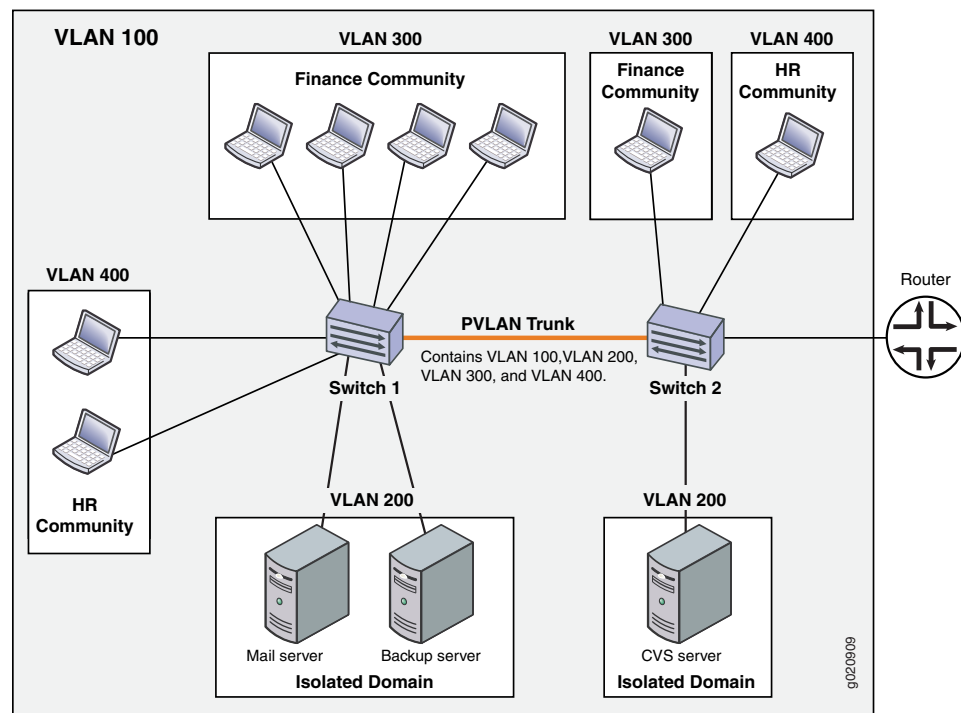 VLAN 100
VLAN 300
Finance Community
VLAN 300
Finance
Community
VLAN 400
HR
Community
VLAN 400
HR
Community
Router
PVLAN Trunk
Contains VLAN 100,VLAN 200,
VLAN 300, and VLAN 400.
Switch 1
Switch 2
VLAN 200
Mail server
Backup server
Isolated Domain
VLAN 200
CVS server
Isolated Domain
g020909